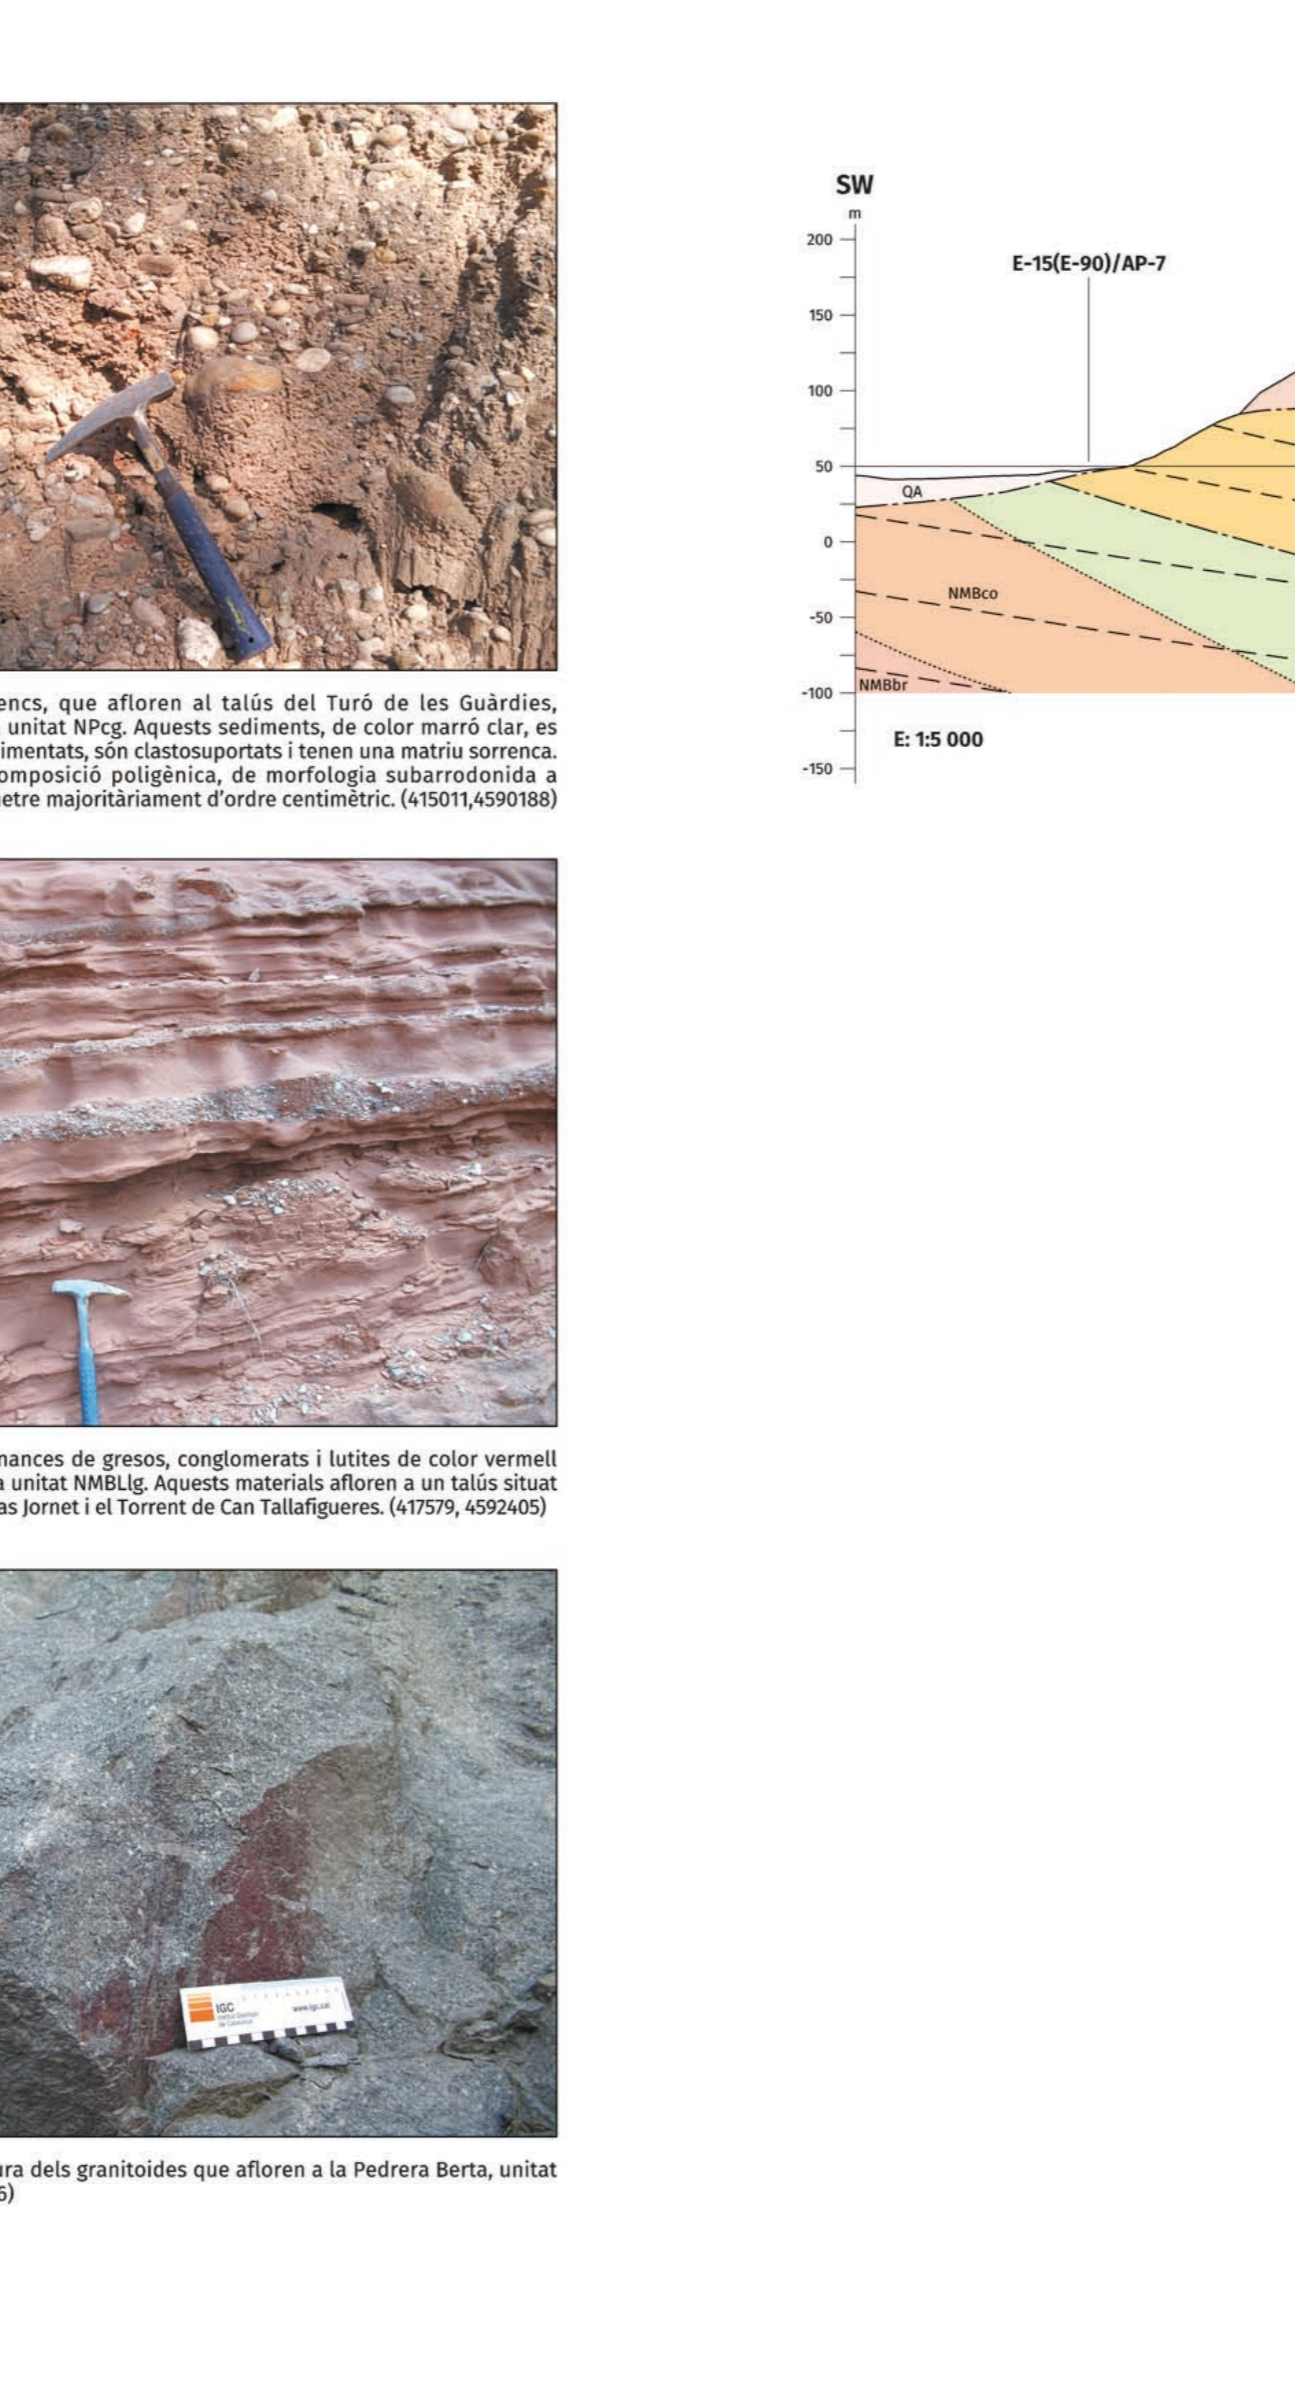 encs, que afloren al talús del Turó de les Guàrdies,
unitat NPcg. Aquests sediments, de color marró clar, es
imentats, són clastosuportats i tenen una matriu sorrenca.
omposició poligènica, de morfologia subarrodonida a
etre majoritàriament d'ordre centimètric. (415011,4590188)
nances de gresos, conglomerats i lutites de color vermell
a unitat NMBLlg. Aquests materials afloren a un talús situat
as Jornet i el Torrent de Can Tallafigueres. (417579, 4592405)
IGC
www.igc.cat
ura dels granitoides que afloren a la Pedrera Berta, unitat
6)
SW
m
200
E-15(E-90)/AP-7
150
100
50
QA
0
NMBco
-50
NMBbr
-100
E: 1:5 000
-150